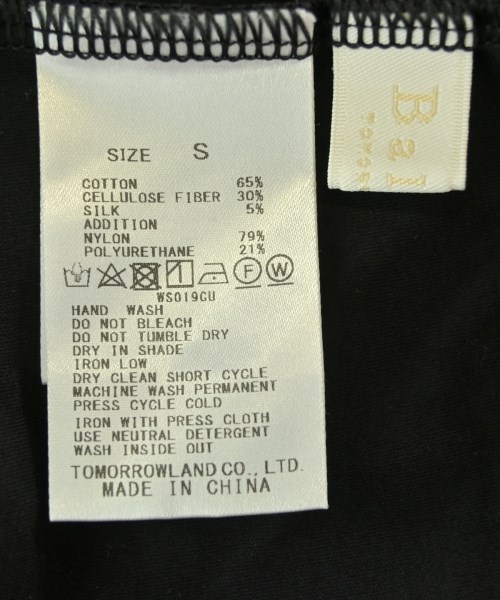 SIZE S
COTTON 65%
CELLULOSE FIBER 30%
SILK 5%
ADDITION
NYLON 79%
POLYURETHANE 21%
F W
WS019GU
HAND WASH
DO NOT BLEACH
DO NOT TUMBLE DRY
DRY IN SHADE
IRON LOW
DRY CLEAN SHORT CYCLE
MACHINE WASH PERMANENT
PRESS CYCLE COLD
IRON WITH PRESS CLOTH
USE NEUTRAL DETERGENT
WASH INSIDE OUT
TOMORROWLAND CO., LTD.
MADE IN CHINA